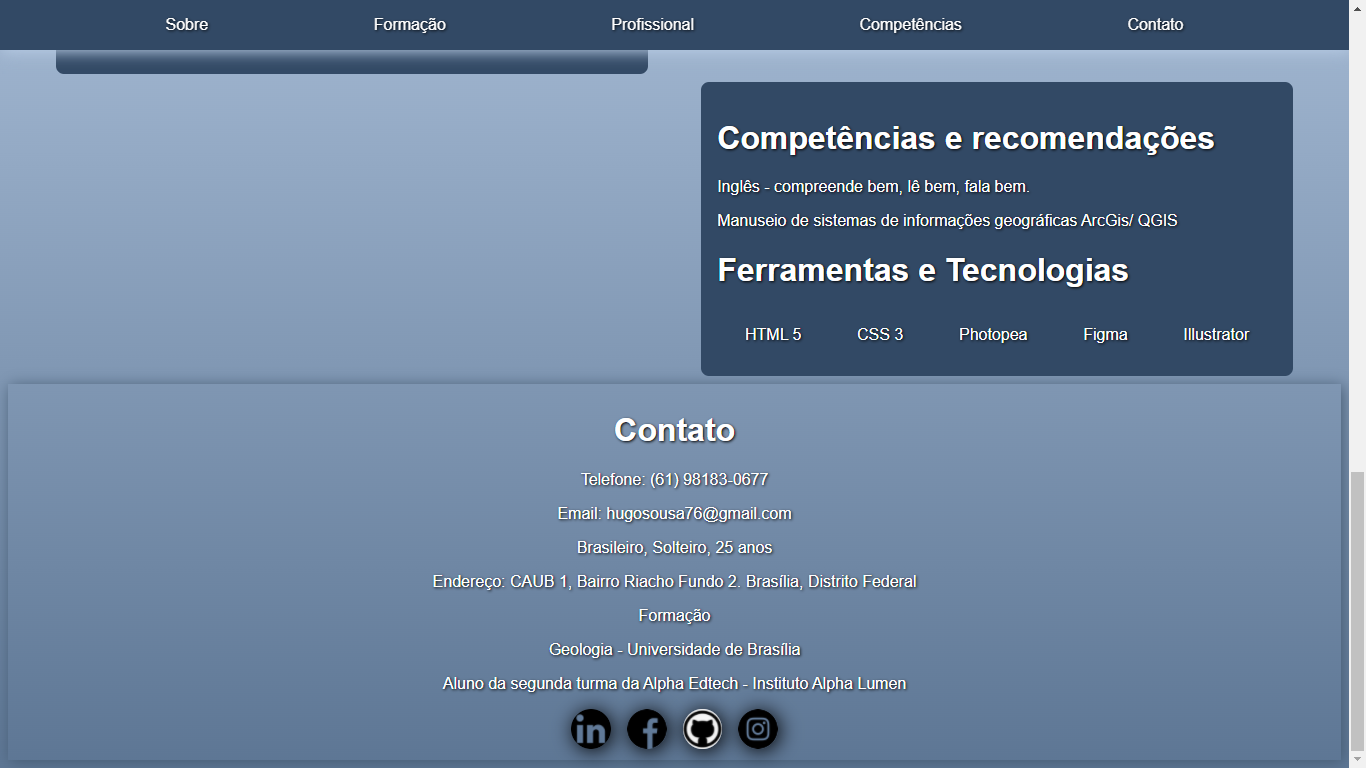 Sobre Formação Profissional Competências Contato
Competências e recomendações
Inglês - compreende bem, lê bem, fala bem.
Manuseio de sistemas de informações geográficas ArcGis/ QGIS
Ferramentas e Tecnologias
HTML 5 CSS 3 Photopea Figma Illustrator
Contato
Telefone: (61) 98183-0677
Email: hugosousa76@gmail.com
Brasileiro, Solteiro, 25 anos
Endereço: CAUB 1, Bairro Riacho Fundo 2. Brasília, Distrito Federal
Formação
Geologia - Universidade de Brasília
Aluno da segunda turma da Alpha Edtech - Instituto Alpha Lumen
in f